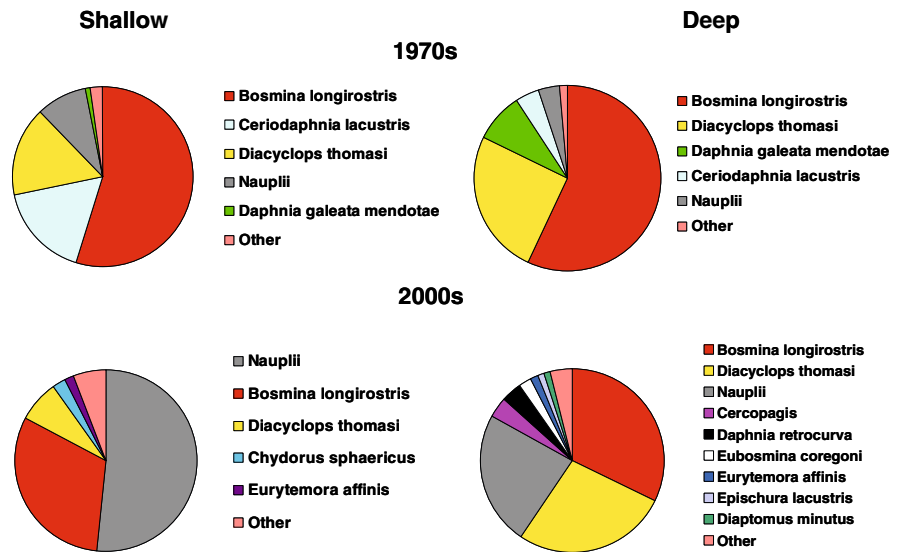 Shallow
Deep
1970s
Bosmina longirostris
Ceriodaphnia lacustris
Diacyclops thomasi
Nauplii
Daphnia galeata mendotae
Other
Bosmina longirostris
Diacyclops thomasi
Daphnia galeata mendotae
Ceriodaphnia lacustris
Nauplii
Other
2000s
Nauplii
Bosmina longirostris
Diacyclops thomasi
Chydorus sphaericus
Eurytemora affinis
Other
Bosmina longirostris
Diacyclops thomasi
Nauplii
Cercopagis
Daphnia retrocurva
Eubosmina coregoni
Eurytemora affinis
Epischura lacustris
Diaptomus minutus
Other